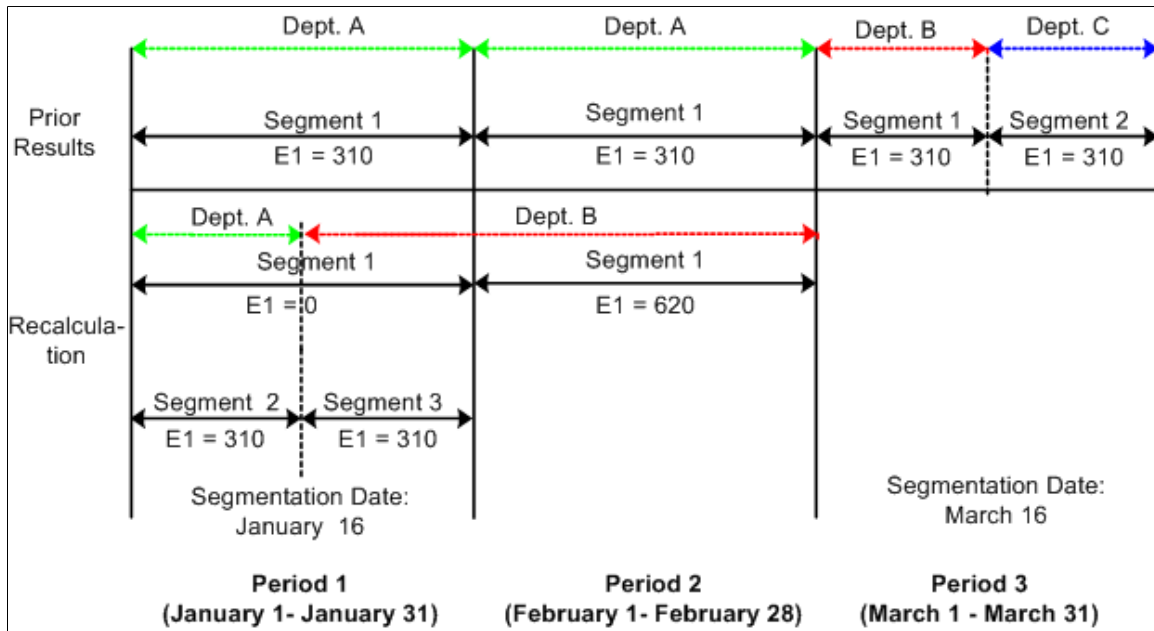 Dept. A
Dept. A
Dept. B
Dept. C
Prior
Results
Segment 1
E1 = 310
Segment 1
E1 = 310
Segment 1
E1 = 310
Segment 2
E1 = 310
Dept. A
Dept. B
Recalcula-
tion
Segment 1
E1 = 0
Segment 1
E1 = 620
Segment 2
E1 = 310
Segment 3
E1 = 310
Segmentation Date:
January 16
Segmentation Date:
March 16
Period 1
(January 1- January 31)
Period 2
(February 1- February 28)
Period 3
(March 1 - March 31)